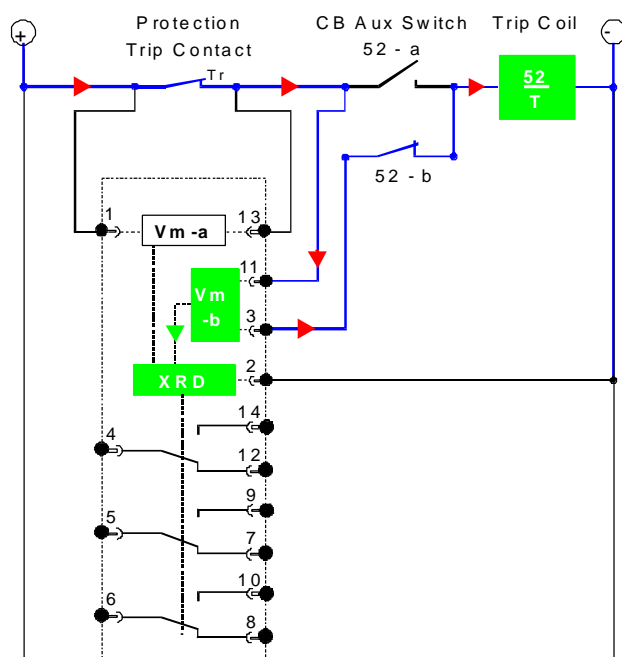 Protection
Trip Contact
CB Aux Switch
52 - a
Trip Coil
+
-
Tr
52
T
52 - b
1
Vm -a
13
11
Vm
-b
3
XRD
2
14
4
12
9
5
7
10
6
8